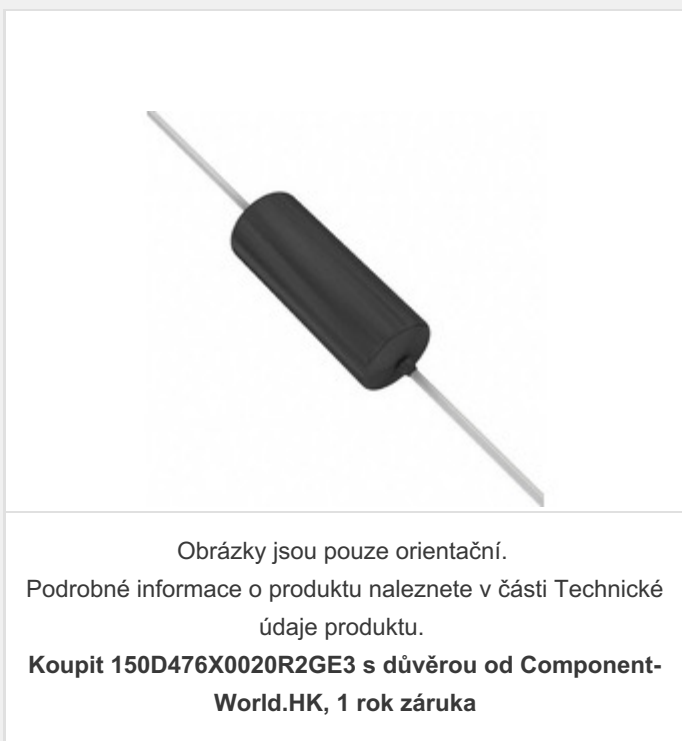 Obrázky jsou pouze orientační.
Podrobné informace o produktu naleznete v části Technické
údaje produktu.
Koupit 150D476X0020R2GE3 s důvěrou od Component-
World.HK, 1 rok záruka